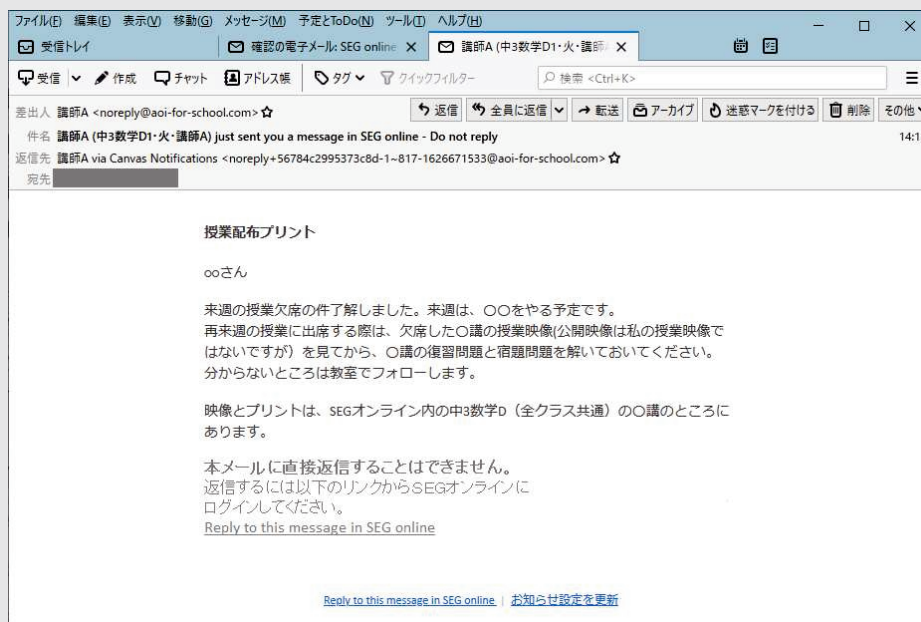 ファイル(F) 編集(E) 表示(V) 移動(G) メッセージ(M) 予定とToDo(N) ツール(T) ヘルプ(H)
受信トレイ 確認の電子メール: SEG online 講師A (中3数学D1・火・講師
受信 作成 チャット アドレス帳 タグ クイックフィルター 検索 <Ctrl+K>
差出人 講師A <noreply@aoi-for-school.com> 返信 全員に返信 転送 アーカイブ 迷惑マークを付ける 削除 その他
件名 講師A (中3数学D1・火・講師A) just sent you a message in SEG online - Do not reply 14:1
返信先 講師A via Canvas Notifications <noreply+56784c2995373c8d-1~817-1626671533@aoi-for-school.com>
宛先
授業配布プリント
○○さん
来週の授業欠席の件了解しました。来週は、〇〇をやる予定です。
再来週の授業に出席する際は、欠席した〇講の授業映像(公開映像は私の授業映像で
はないですが）を見てから、〇講の復習問題と宿題問題を解いておいてください。
分からないところは教室でフォローします。
映像とプリントは、SEGオンライン内の中3数学D（全クラス共通）の〇講のところに
あります。
本メールに直接返信することはできません。
返信するには以下のリンクからSEGオンラインに
ログインしてください。
Reply to this message in SEG online
Reply to this message in SEG online | お知らせ設定を更新